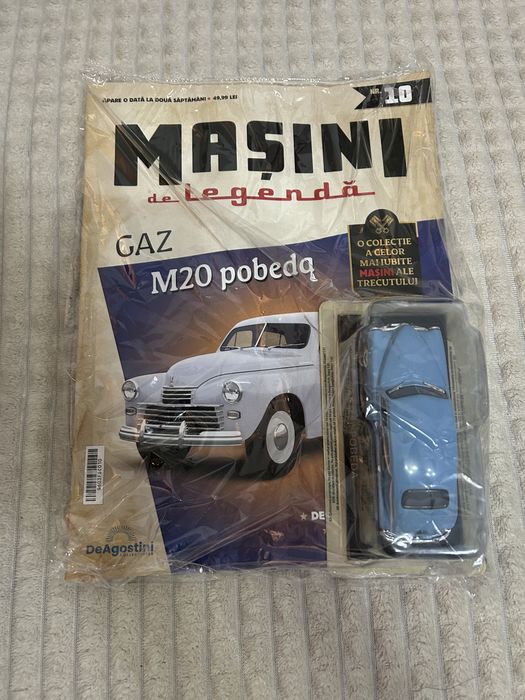 APARE O DATĂ LA DOUĂ SĂPTĂMÂNI • 49,99 LEI
NR. 10
MAȘINI
de legendă
GAZ
M20 pobeda
O COLECȚIE
A CELOR
MAI IUBITE
MAȘINI ALE
TRECUTULUI
DeAgostini